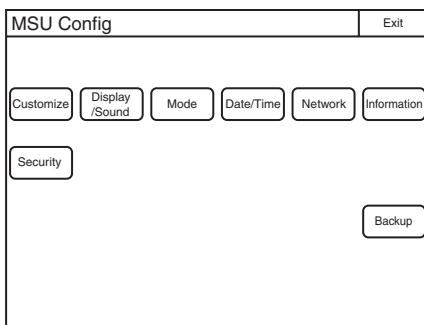 MSU Config Exit
Customize Display /Sound Mode Date/Time Network Information
Security
Backup